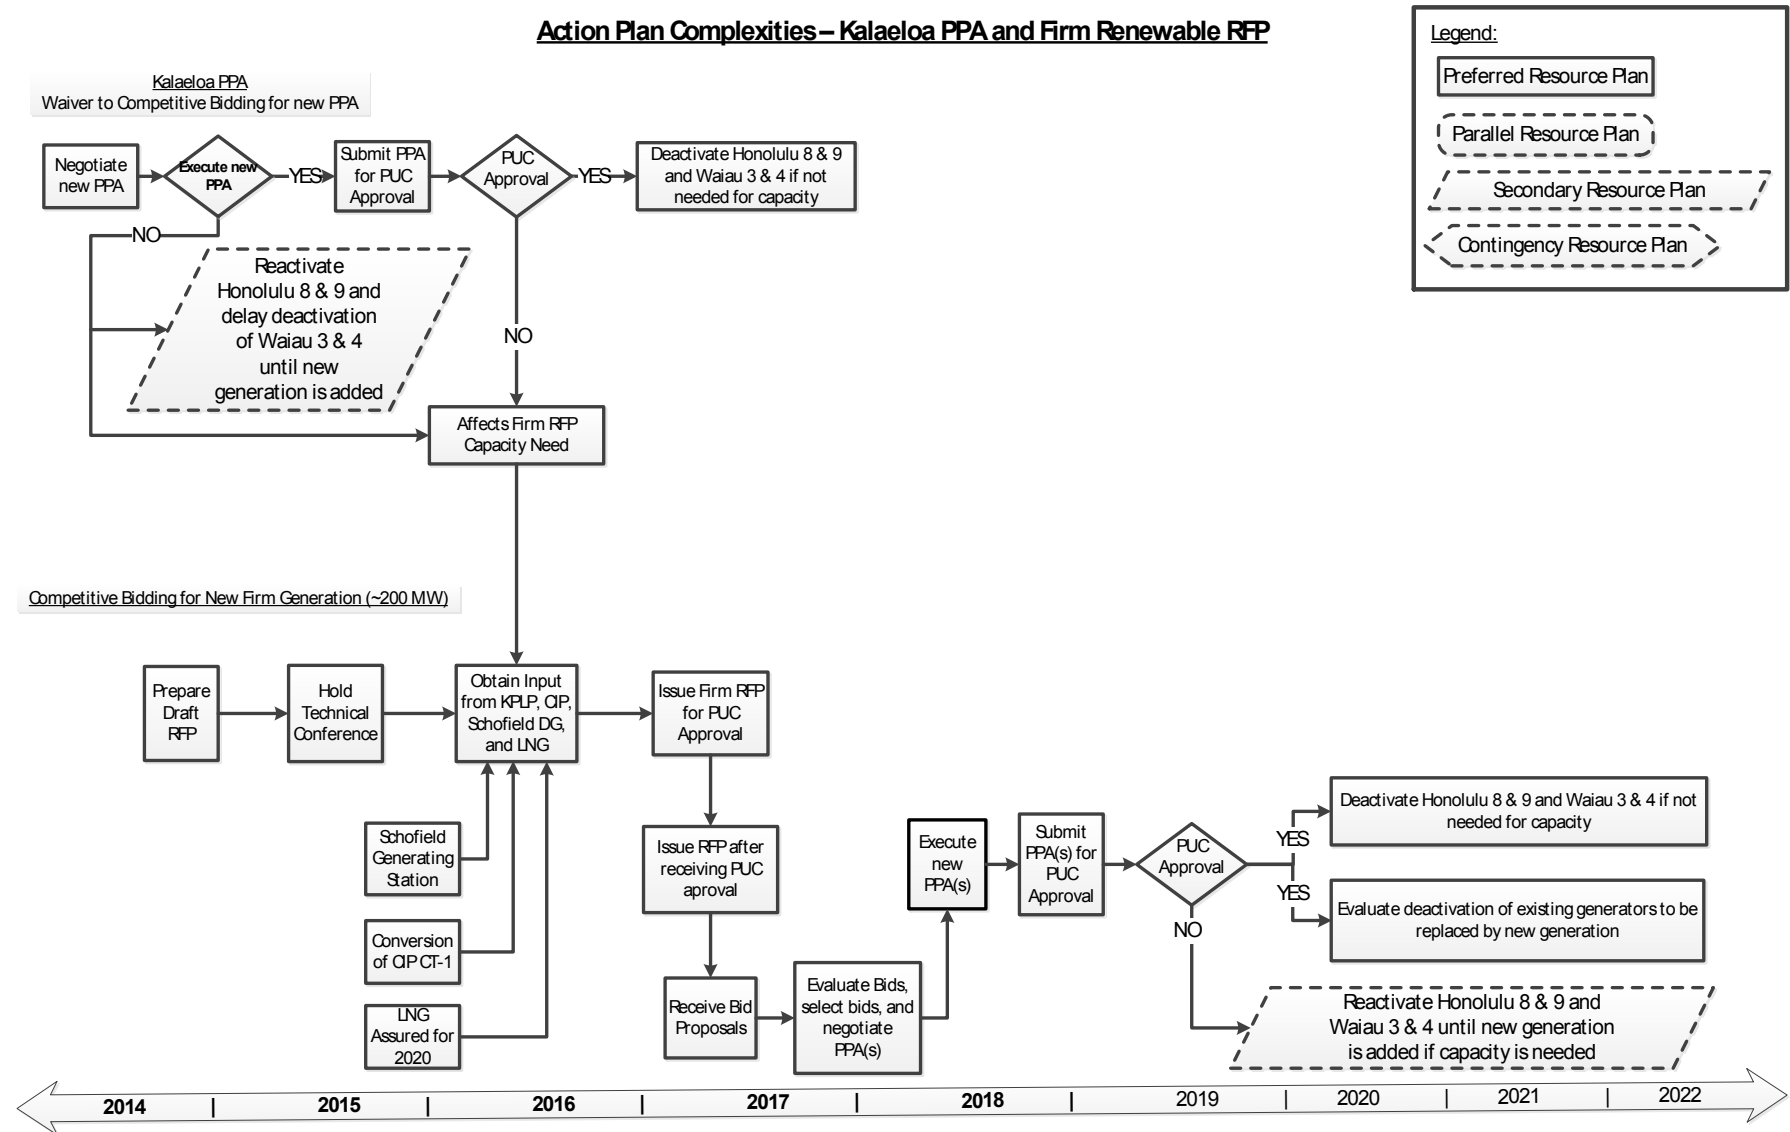 Action Plan Complexities – Kalaeloa PPA and Firm Renewable RFP
Legend:
Preferred Resource Plan
Parallel Resource Plan
Secondary Resource Plan
Contingency Resource Plan
Kalaeloa PPA
Waiver to Competitive Bidding for new PPA
Negotiate
new PPA
Execute new
PPA
YES
Submit PPA
for PUC
Approval
PUC
Approval
YES
Deactivate Honolulu 8 & 9
and Waiau 3 & 4 if not
needed for capacity
NO
Reactivate
Honolulu 8 & 9 and
delay deactivation
of Waiau 3 & 4
until new
generation is added
NO
Affects Firm RFP
Capacity Need
Competitive Bidding for New Firm Generation (~200 MW)
Prepare
Draft
RFP
Hold
Technical
Conference
Obtain Input
from KPLP, CIP,
Schofield DG,
and LNG
Issue Firm RFP
for PUC
Approval
Schofield
Generating
Station
Conversion
of CIP CT-1
LNG
Assured for
2020
Issue RFP after
receiving PUC
aproval
Receive Bid
Proposals
Evaluate Bids,
select bids, and
negotiate
PPA(s)
Execute
new
PPA(s)
Submit
PPA(s) for
PUC
Approval
PUC
Approval
YES
Deactivate Honolulu 8 & 9 and Waiau 3 & 4 if not
needed for capacity
YES
Evaluate deactivation of existing generators to be
replaced by new generation
NO
Reactivate Honolulu 8 & 9 and
Waiau 3 & 4 until new generation
is added if capacity is needed
2014 | 2015 | 2016 | 2017 | 2018 | 2019 | 2020 | 2021 | 2022